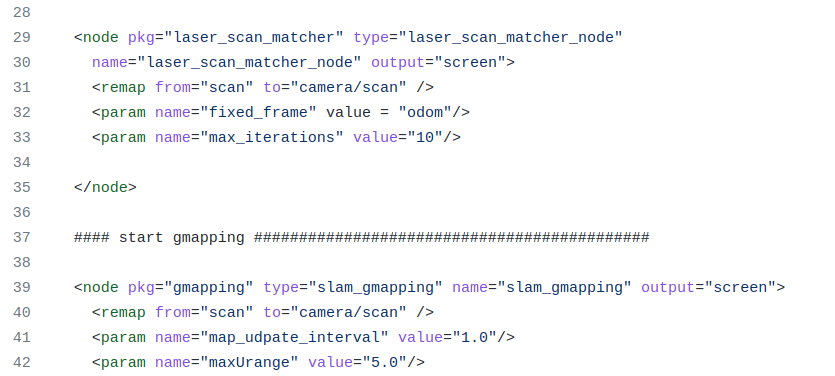 28
29 <node pkg="laser_scan_matcher" type="laser_scan_matcher_node"
30 name="laser_scan_matcher_node" output="screen">
31 <remap from="scan" to="camera/scan" />
32 <param name="fixed_frame" value = "odom"/>
33 <param name="max_iterations" value="10"/>
34
35 </node>
36
37 #### start gmapping ############################################
38
39 <node pkg="gmapping" type="slam_gmapping" name="slam_gmapping" output="screen">
40 <remap from="scan" to="camera/scan" />
41 <param name="map_udpate_interval" value="1.0"/>
42 <param name="maxUrange" value="5.0"/>